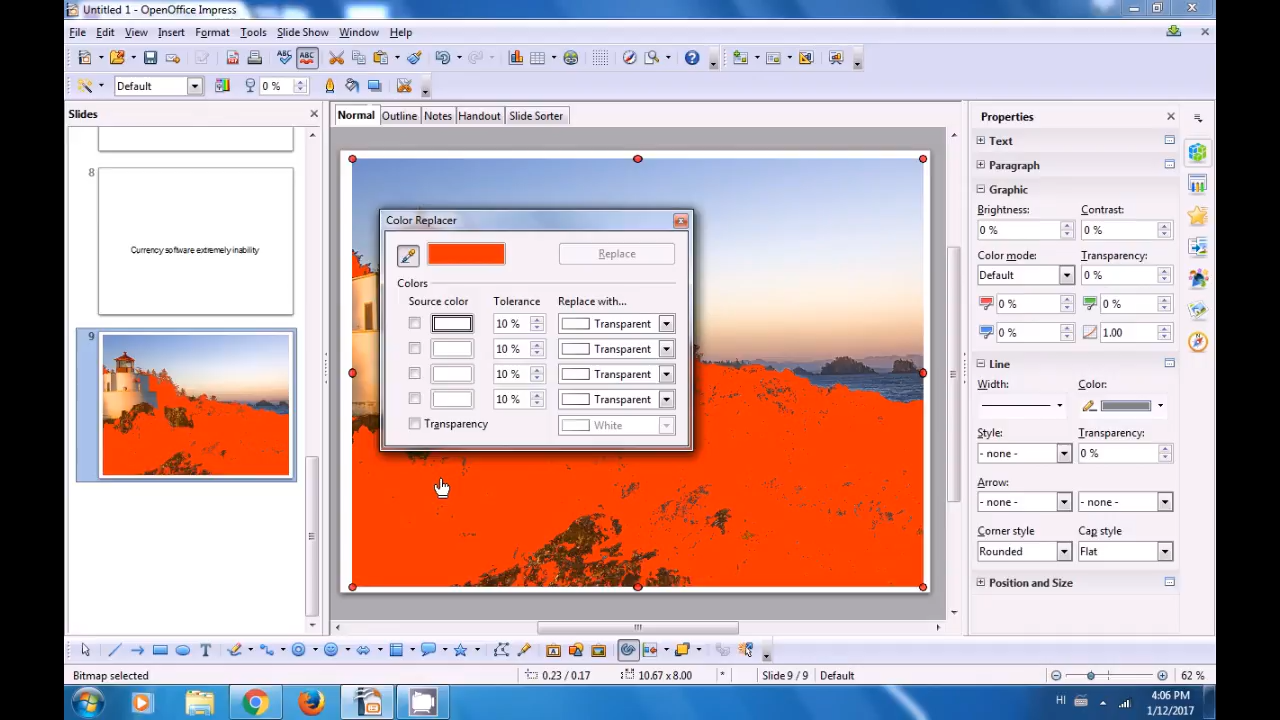 Untitled 1 - OpenOffice Impress
File Edit View Insert Format Tools Slide Show Window Help
Default 0 %
Slides
Normal Outline Notes Handout Slide Sorter
8
Currency software extremely inability
9
Color Replacer
Replace
Colors
Source color Tolerance Replace with...
10 % Transparent
10 % Transparent
10 % Transparent
10 % Transparent
Transparency White
Properties
Text
Paragraph
Graphic
Brightness: Contrast:
0 % 0 %
Color mode: Transparency:
Default 0 %
0 % 0 %
0 % 1.00
Line
Width: Color:
Style: Transparency:
- none - 0 %
Arrow:
- none - - none -
Corner style Cap style
Rounded Flat
Position and Size
Bitmap selected 0.23 / 0.17 10.67 x 8.00 * Slide 9 / 9 Default 62 %
HI 4:06 PM
1/12/2017